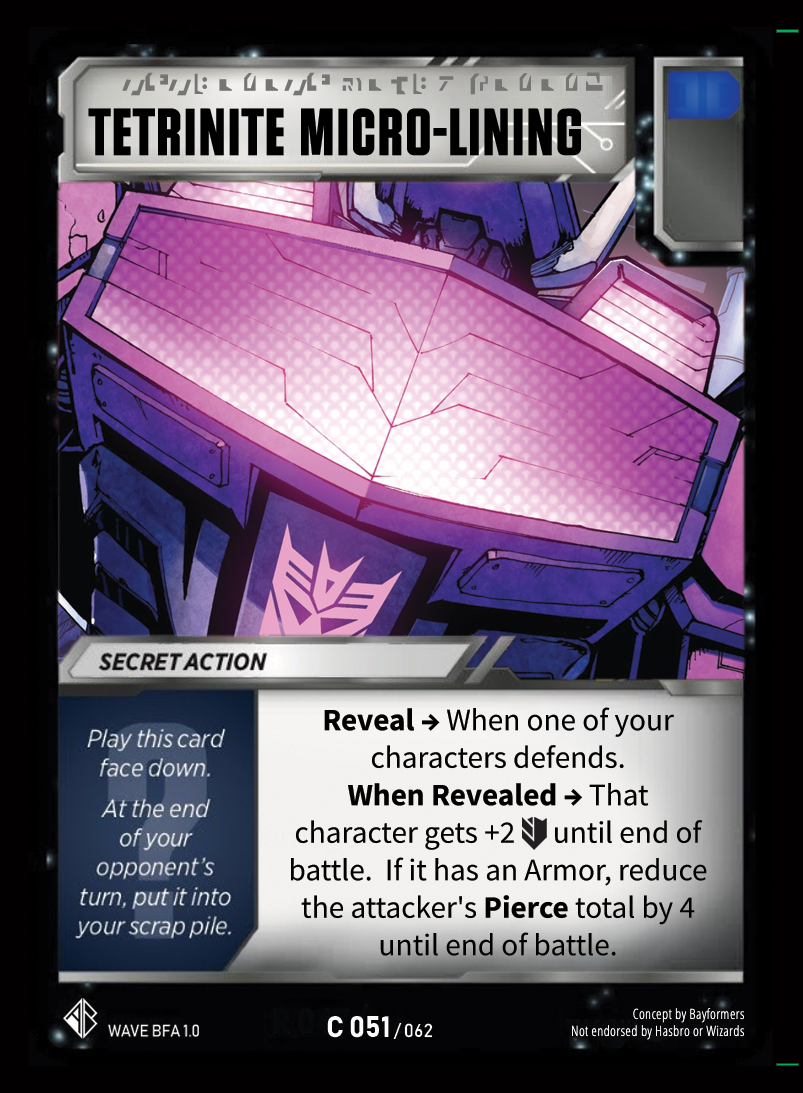 TETRINITE MICRO-LINING
SECRET ACTION
Play this card
face down.
At the end
of your
opponent's
turn, put it into
your scrap pile.
Reveal → When one of your
characters defends.
When Revealed → That
character gets +2 until end of
battle. If it has an Armor, reduce
the attacker's Pierce total by 4
until end of battle.
WAVE BFA 1.0
C 051/062
Concept by Bayformers
Not endorsed by Hasbro or Wizards